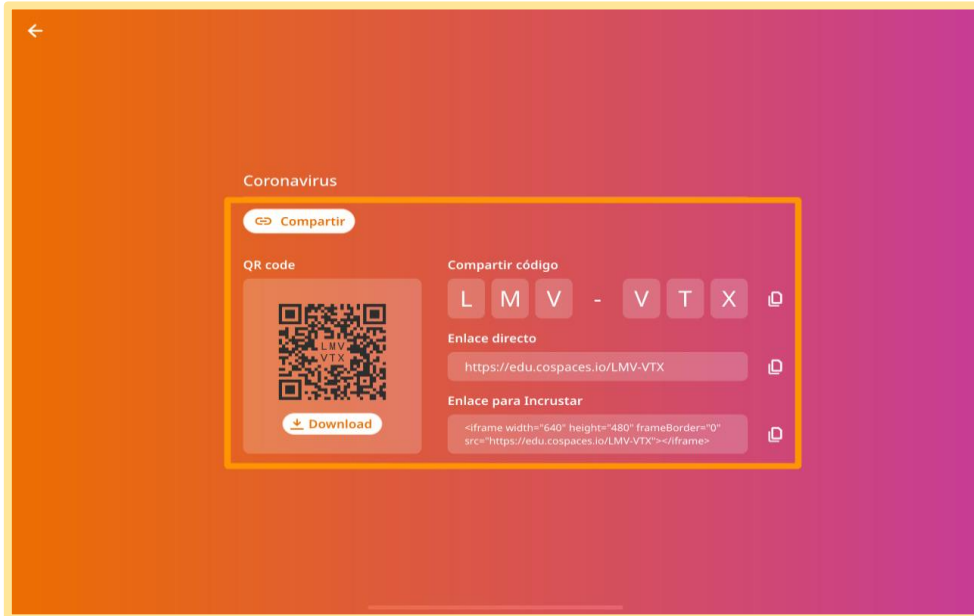 Coronavirus
Compartir
QR code
LMV
VTX
Download
Compartir código
L M V - V T X
Enlace directo
https://edu.cospaces.io/LMV-VTX
Enlace para Incrustar
<iframe width="640" height="480" frameBorder="0"
src="https://edu.cospaces.io/LMV-VTX"></iframe>